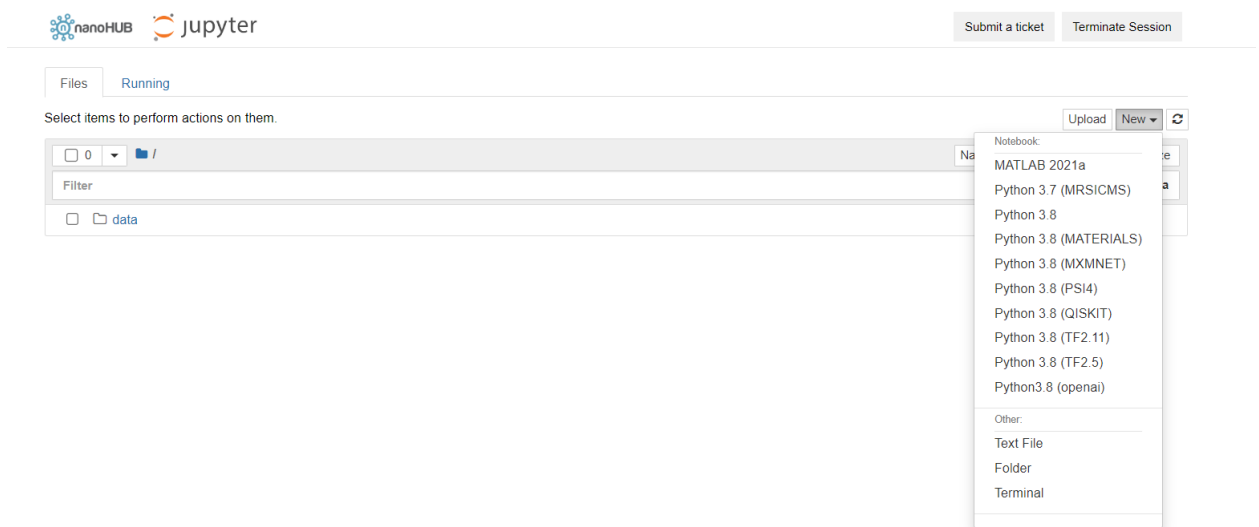 nanoHUB Jupyter Submit a ticket Terminate Session
Files Running
Select items to perform actions on them.
Upload New
0 /
Filter
data
Notebook:
MATLAB 2021a
Python 3.7 (MRSICMS)
Python 3.8
Python 3.8 (MATERIALS)
Python 3.8 (MXMNET)
Python 3.8 (PSI4)
Python 3.8 (QISKIT)
Python 3.8 (TF2.11)
Python 3.8 (TF2.5)
Python3.8 (openai)
Other:
Text File
Folder
Terminal